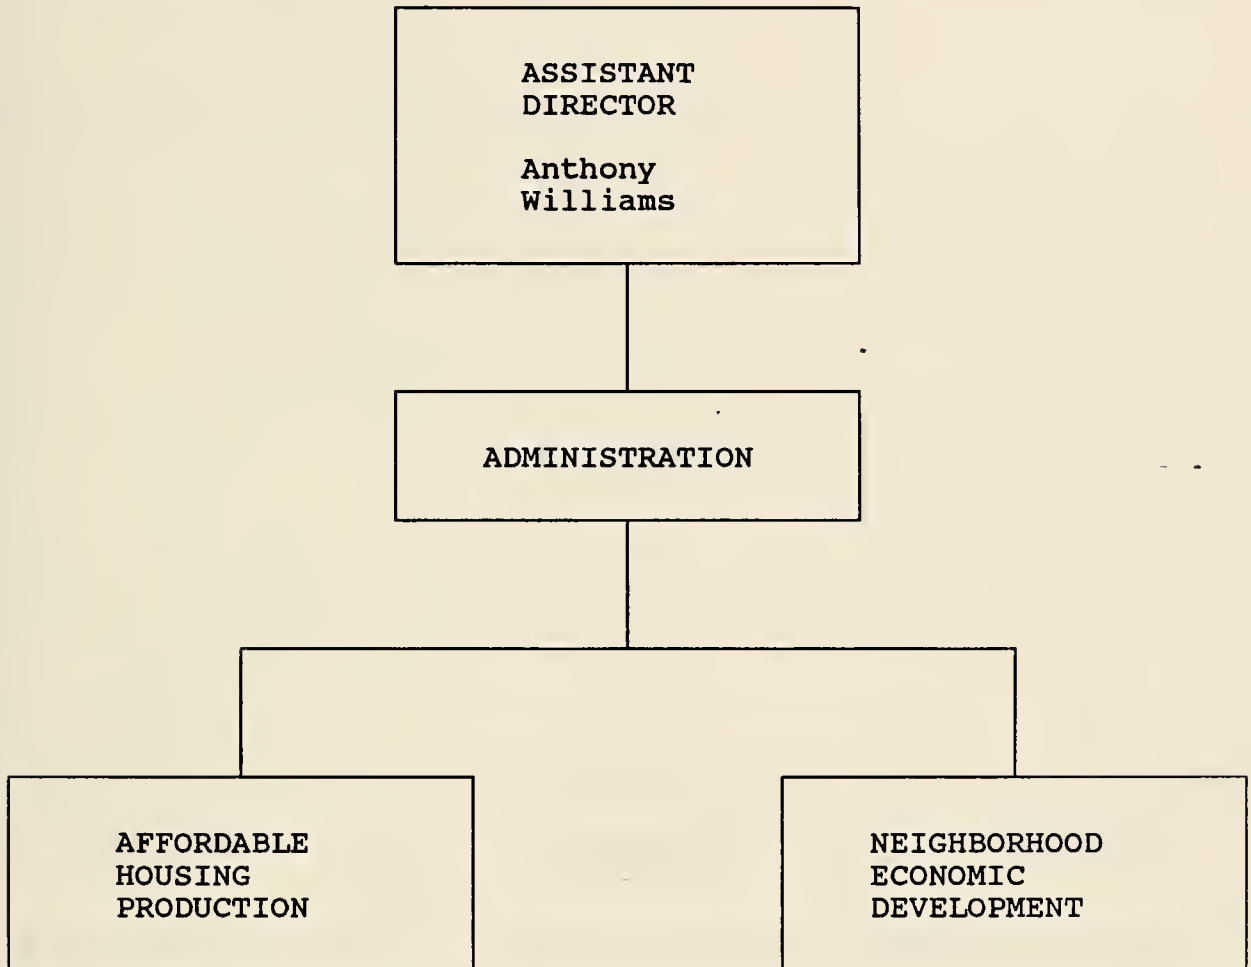 ASSISTANT
DIRECTOR
Anthony
Williams
ADMINISTRATION
AFFORDABLE
HOUSING
PRODUCTION
NEIGHBORHOOD
ECONOMIC
DEVELOPMENT